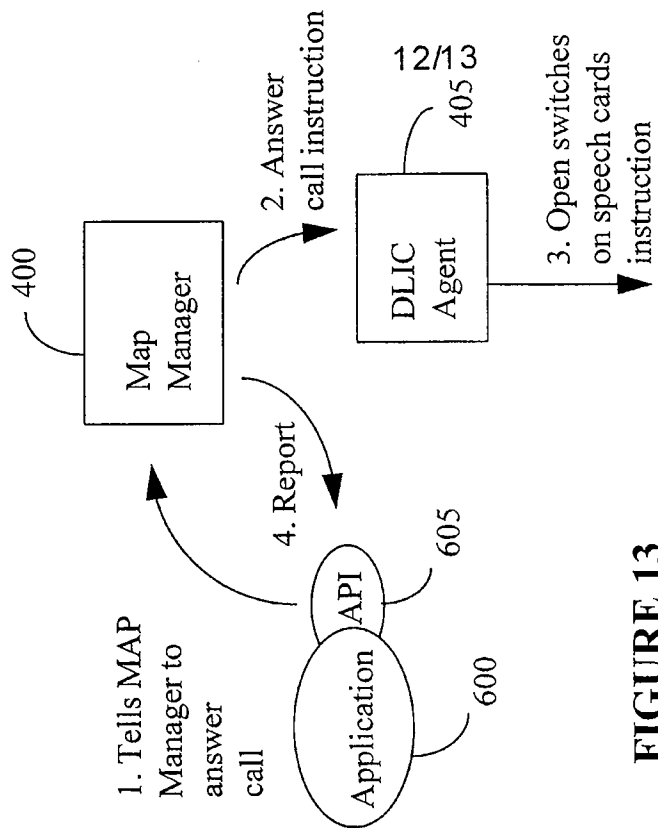 12/13
1. Tells MAP
Manager to
answer
call
400
Map
Manager
2. Answer
call instruction
4. Report
Application
API
600
605
DLIC
Agent
405
3. Open switches
on speech cards
instruction
FIGURE 13